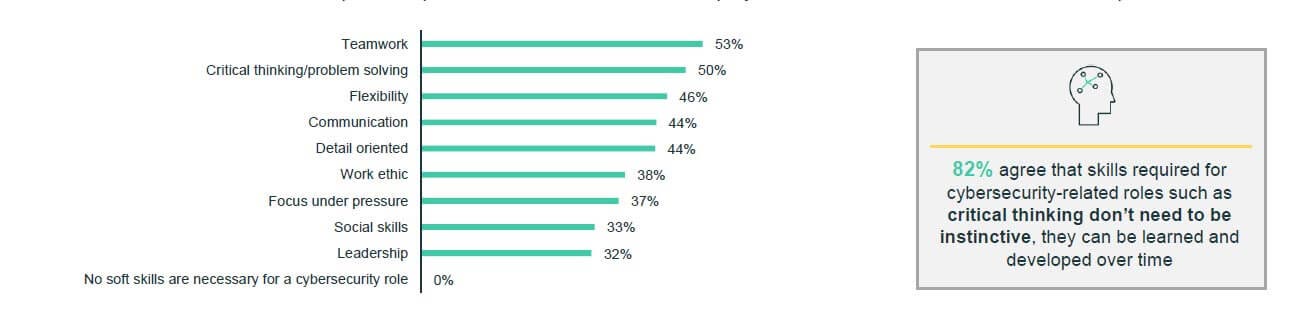 Teamwork 53%
Critical thinking/problem solving 50%
Flexibility 46%
Communication 44%
Detail oriented 44%
Work ethic 38%
Focus under pressure 37%
Social skills 33%
Leadership 32%
No soft skills are necessary for a cybersecurity role 0%
82% agree that skills required for
cybersecurity-related roles such as
critical thinking don’t need to be
instinctive, they can be learned and
developed over time